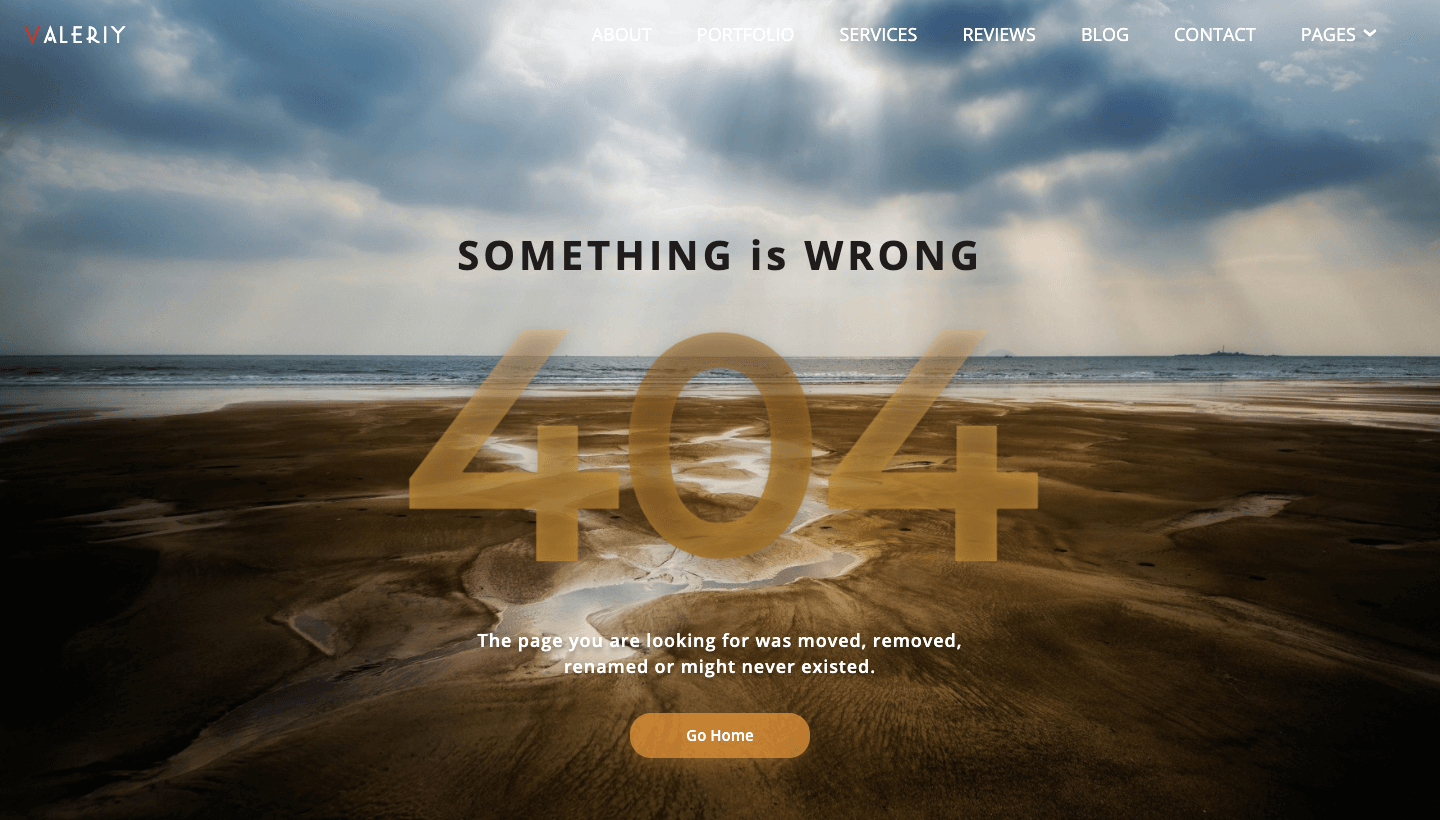 VALERIY
ABOUT PORTFOLIO SERVICES REVIEWS BLOG CONTACT PAGES
SOMETHING is WRONG
404
The page you are looking for was moved, removed,
renamed or might never existed.
Go Home